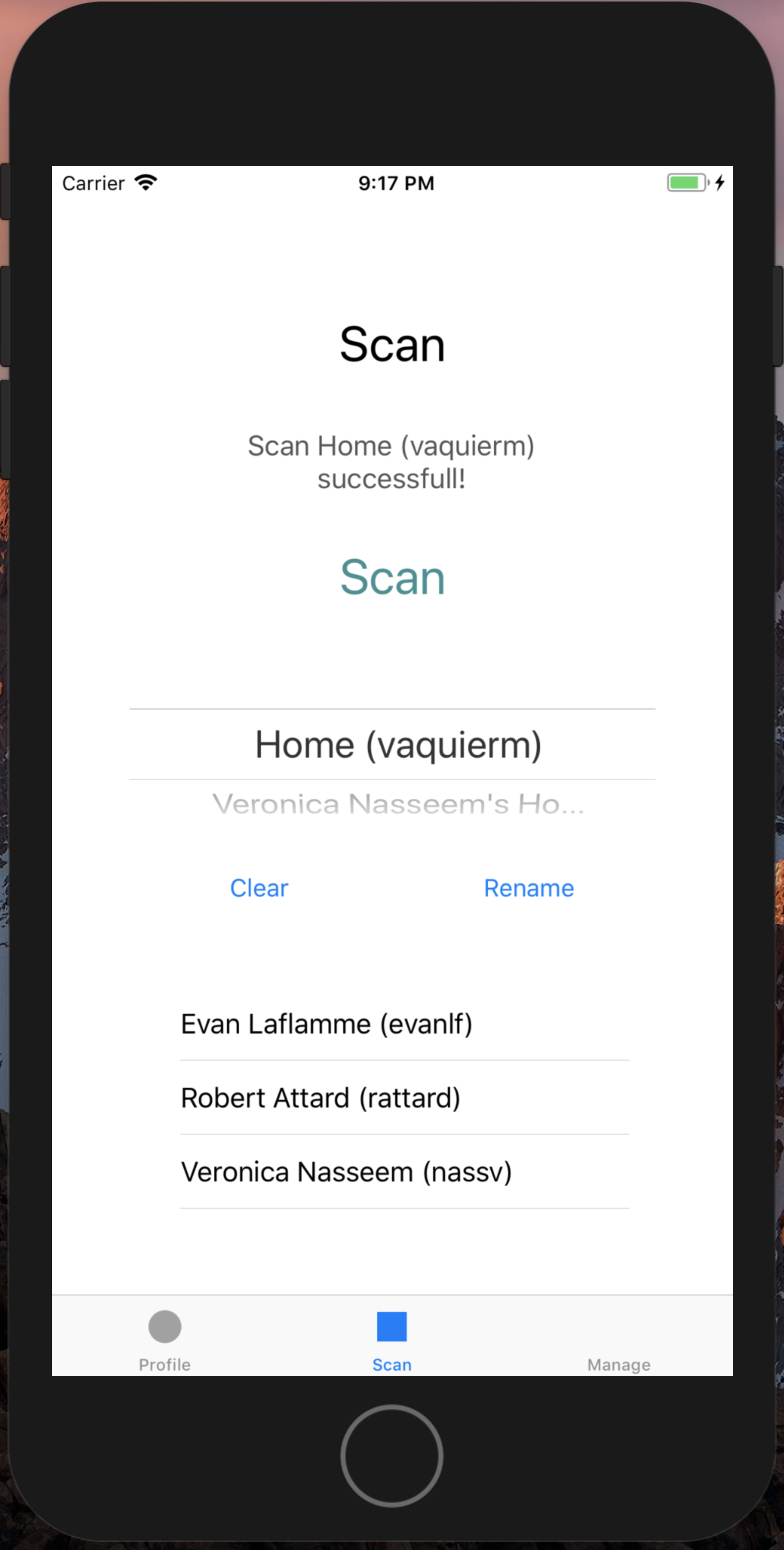 Carrier 9:17 PM
Scan
Scan Home (vaquierm)
successfull!
Scan
Home (vaquierm)
Veronica Nasseem's Ho...
Clear Rename
Evan Laflamme (evanlf)
Robert Attard (rattard)
Veronica Nasseem (nassv)
Profile Scan Manage